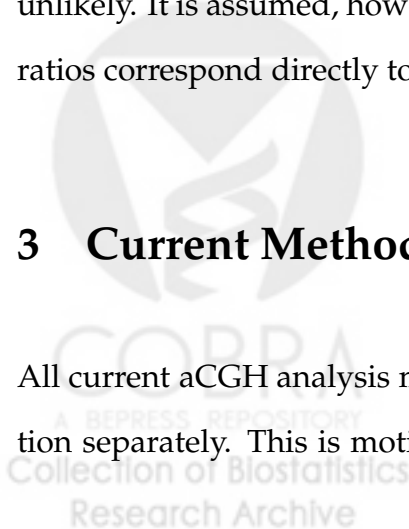 unlikely. It is assumed, how
ratios correspond directly to
3 Current Method
All current aCGH analysis m
COBRA
A BEPRESS REPOSITORY
tion separately. This is moti
Collection of Biostatistics
Research Archive